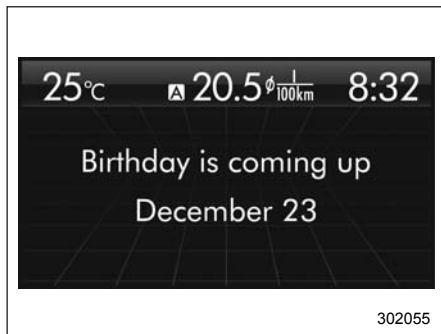 25°C A 20.5 ø l/100km 8:32
Birthday is coming up
December 23
302055